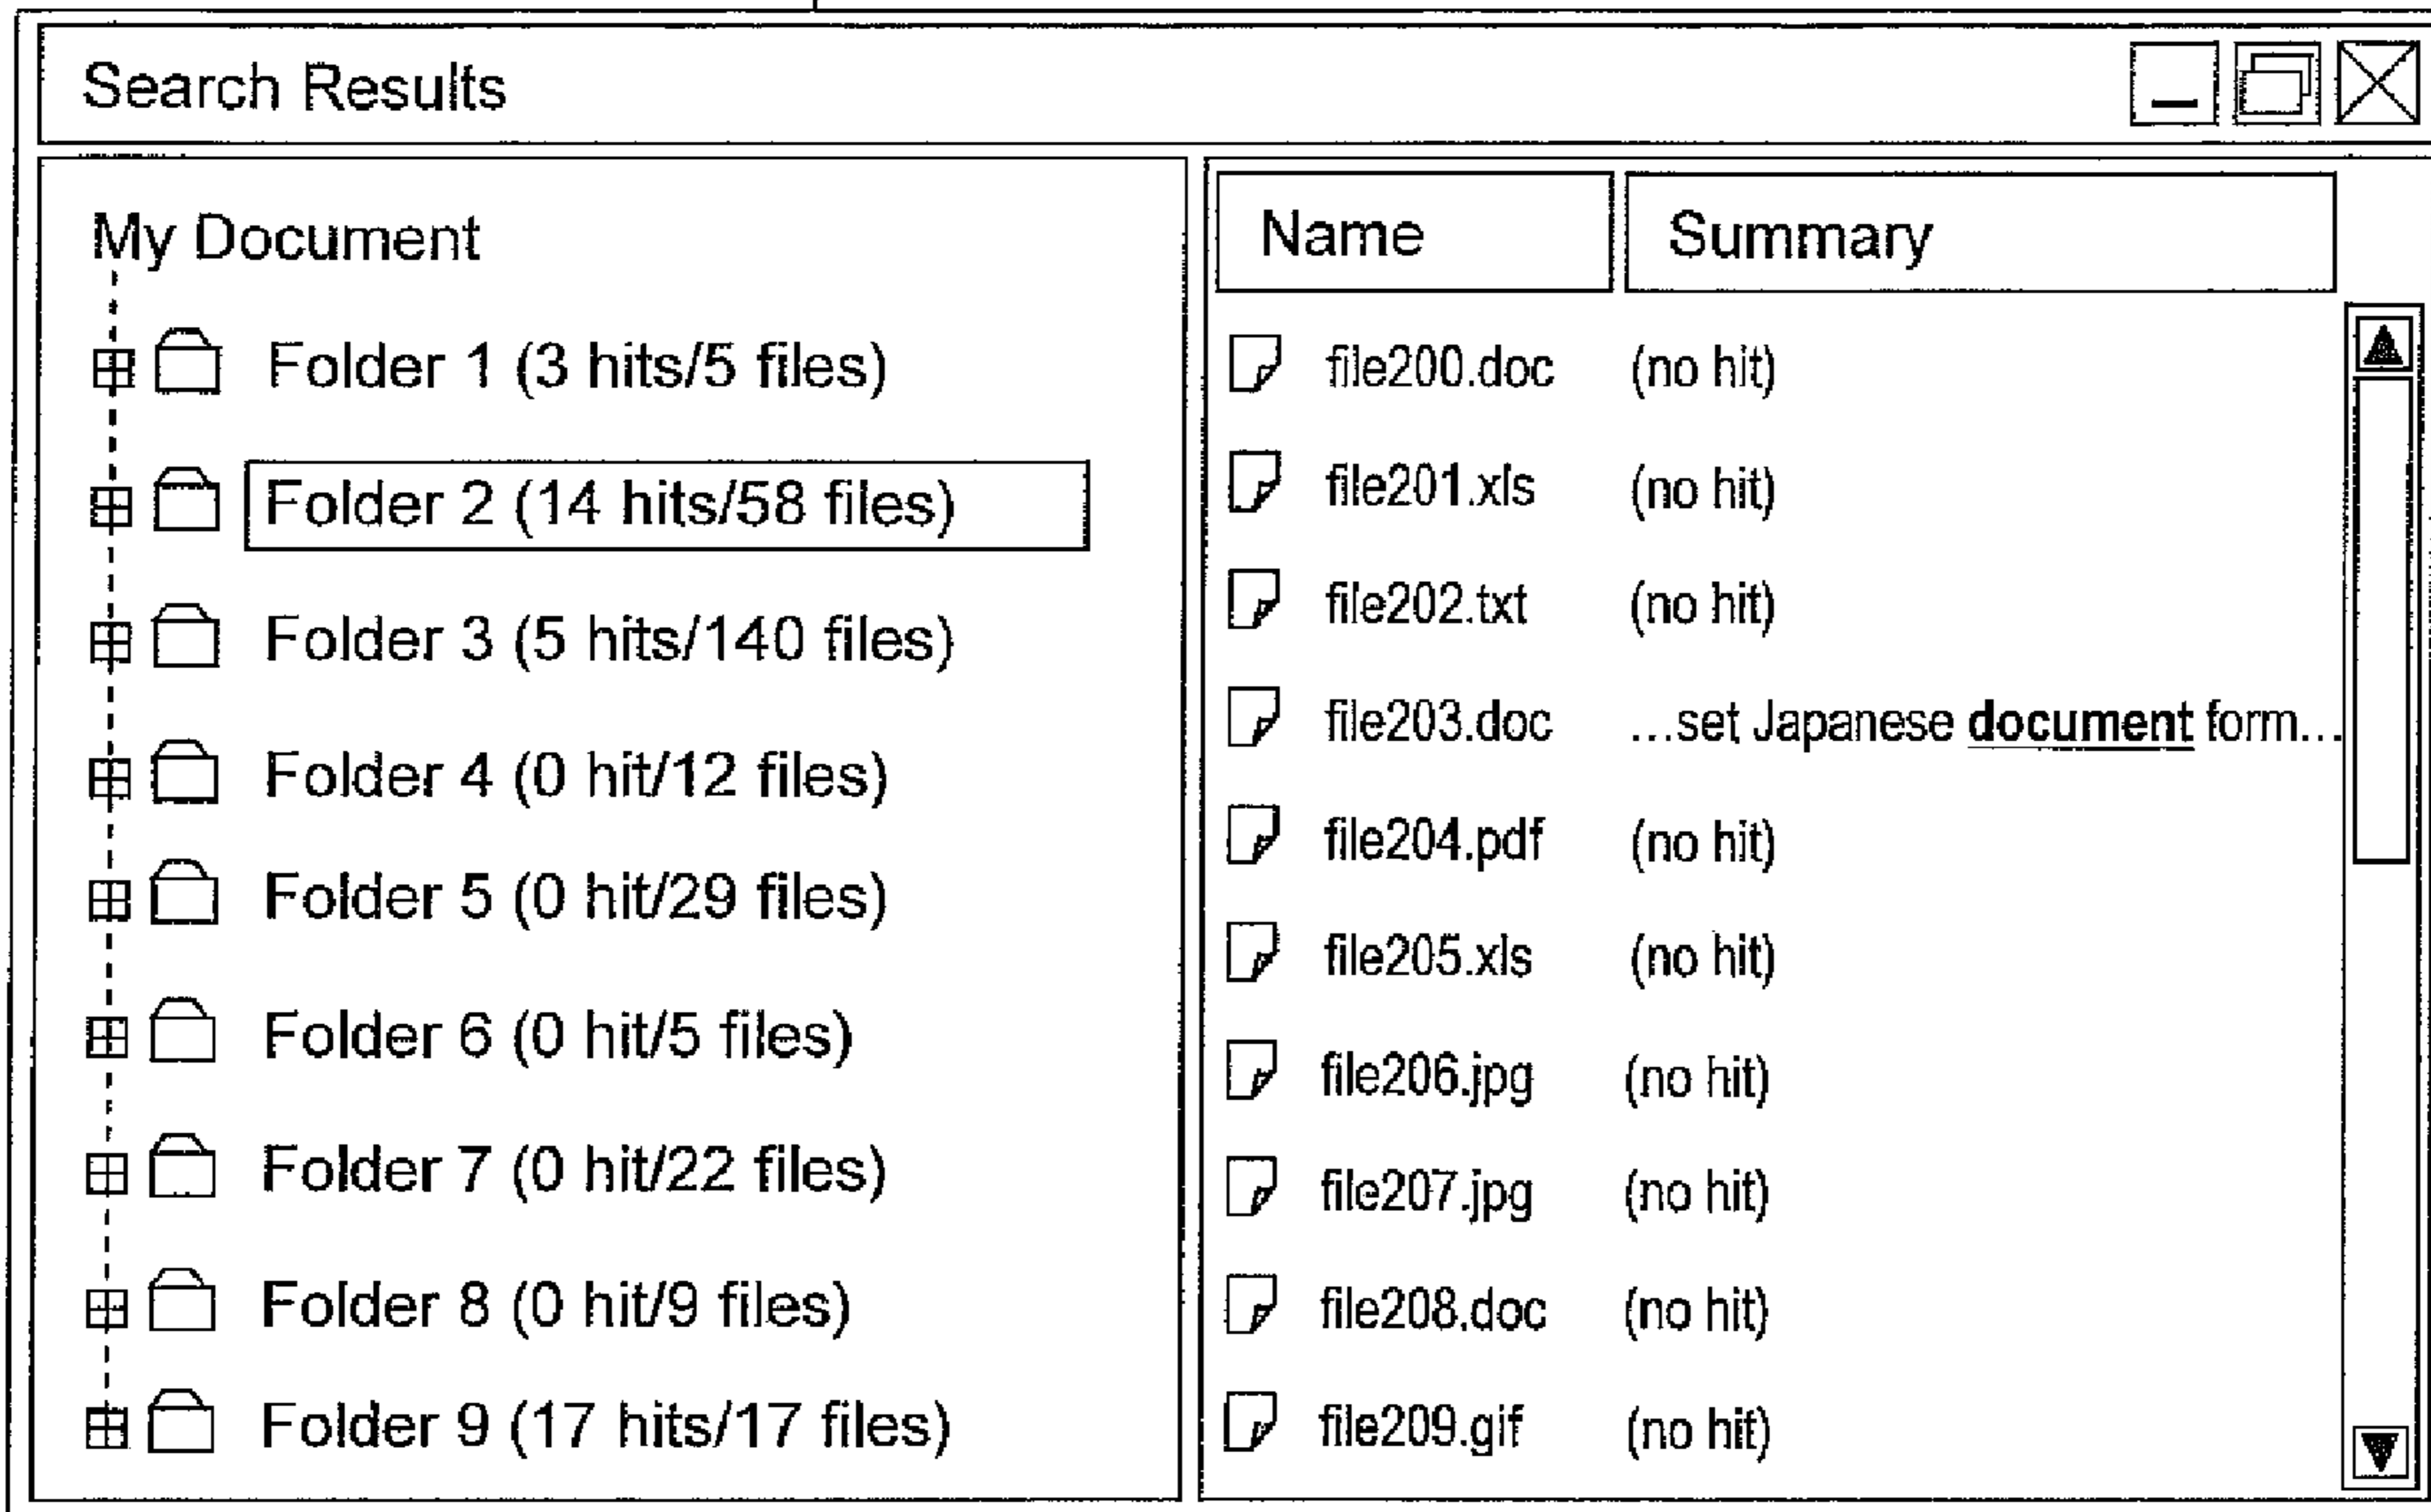 Search Results
My Document
Folder 1 (3 hits/5 files)
Folder 2 (14 hits/58 files)
Folder 3 (5 hits/140 files)
Folder 4 (0 hit/12 files)
Folder 5 (0 hit/29 files)
Folder 6 (0 hit/5 files)
Folder 7 (0 hit/22 files)
Folder 8 (0 hit/9 files)
Folder 9 (17 hits/17 files)
Name Summary
file200.doc (no hit)
file201.xls (no hit)
file202.txt (no hit)
file203.doc ...set Japanese document form...
file204.pdf (no hit)
file205.xls (no hit)
file206.jpg (no hit)
file207.jpg (no hit)
file208.doc (no hit)
file209.gif (no hit)